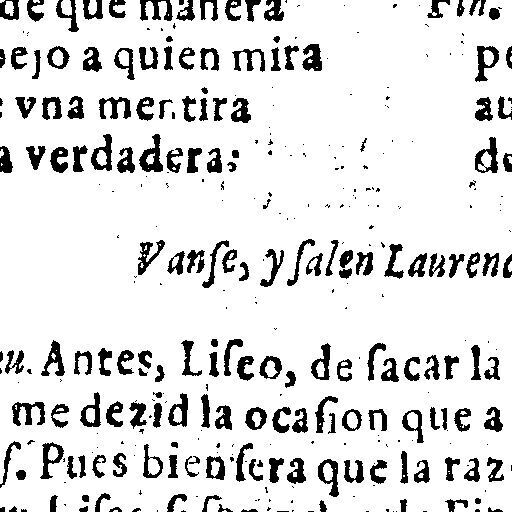 de que manera Fin.
pejo a quien mira pe
e vna mentira au
a verdadera; de
Vanſe, y ſalen Laurenc
eu. Antes, Liſeo, de ſacar la
me dezid la ocaſion que a
ſ. Pues bien ſera que la raz